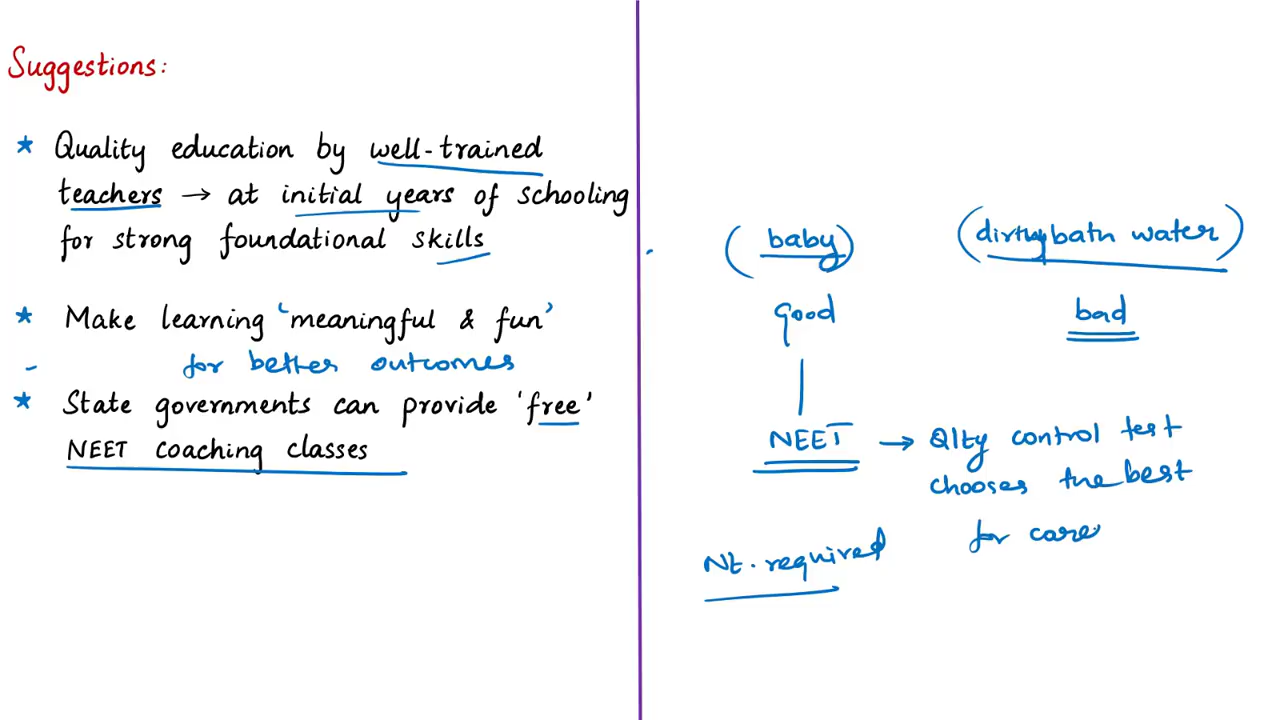 Suggestions:
★ Quality education by well-trained
teachers → at initial years of schooling
for strong foundational skills
★ Make learning 'meaningful & fun'
- for better outcomes
★ State governments can provide 'free'
NEET coaching classes
(baby) (dirty bath water)
good bad
NEET → Qlty control test
chooses the best
for care
Nt. required